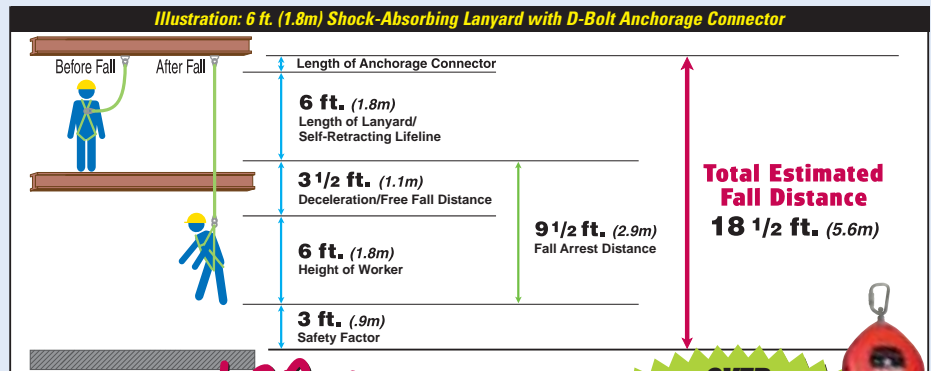 Illustration: 6 ft. (1.8m) Shock-Absorbing Lanyard with D-Bolt Anchorage Connector
Before Fall
After Fall
Length of Anchorage Connector
6 ft. (1.8m)
Length of Lanyard/
Self-Retracting Lifeline
3 1/2 ft. (1.1m)
Deceleration/Free Fall Distance
6 ft. (1.8m)
Height of Worker
3 ft. (.9m)
Safety Factor
9 1/2 ft. (2.9m)
Fall Arrest Distance
Total Estimated
Fall Distance
18 1/2 ft. (5.6m)